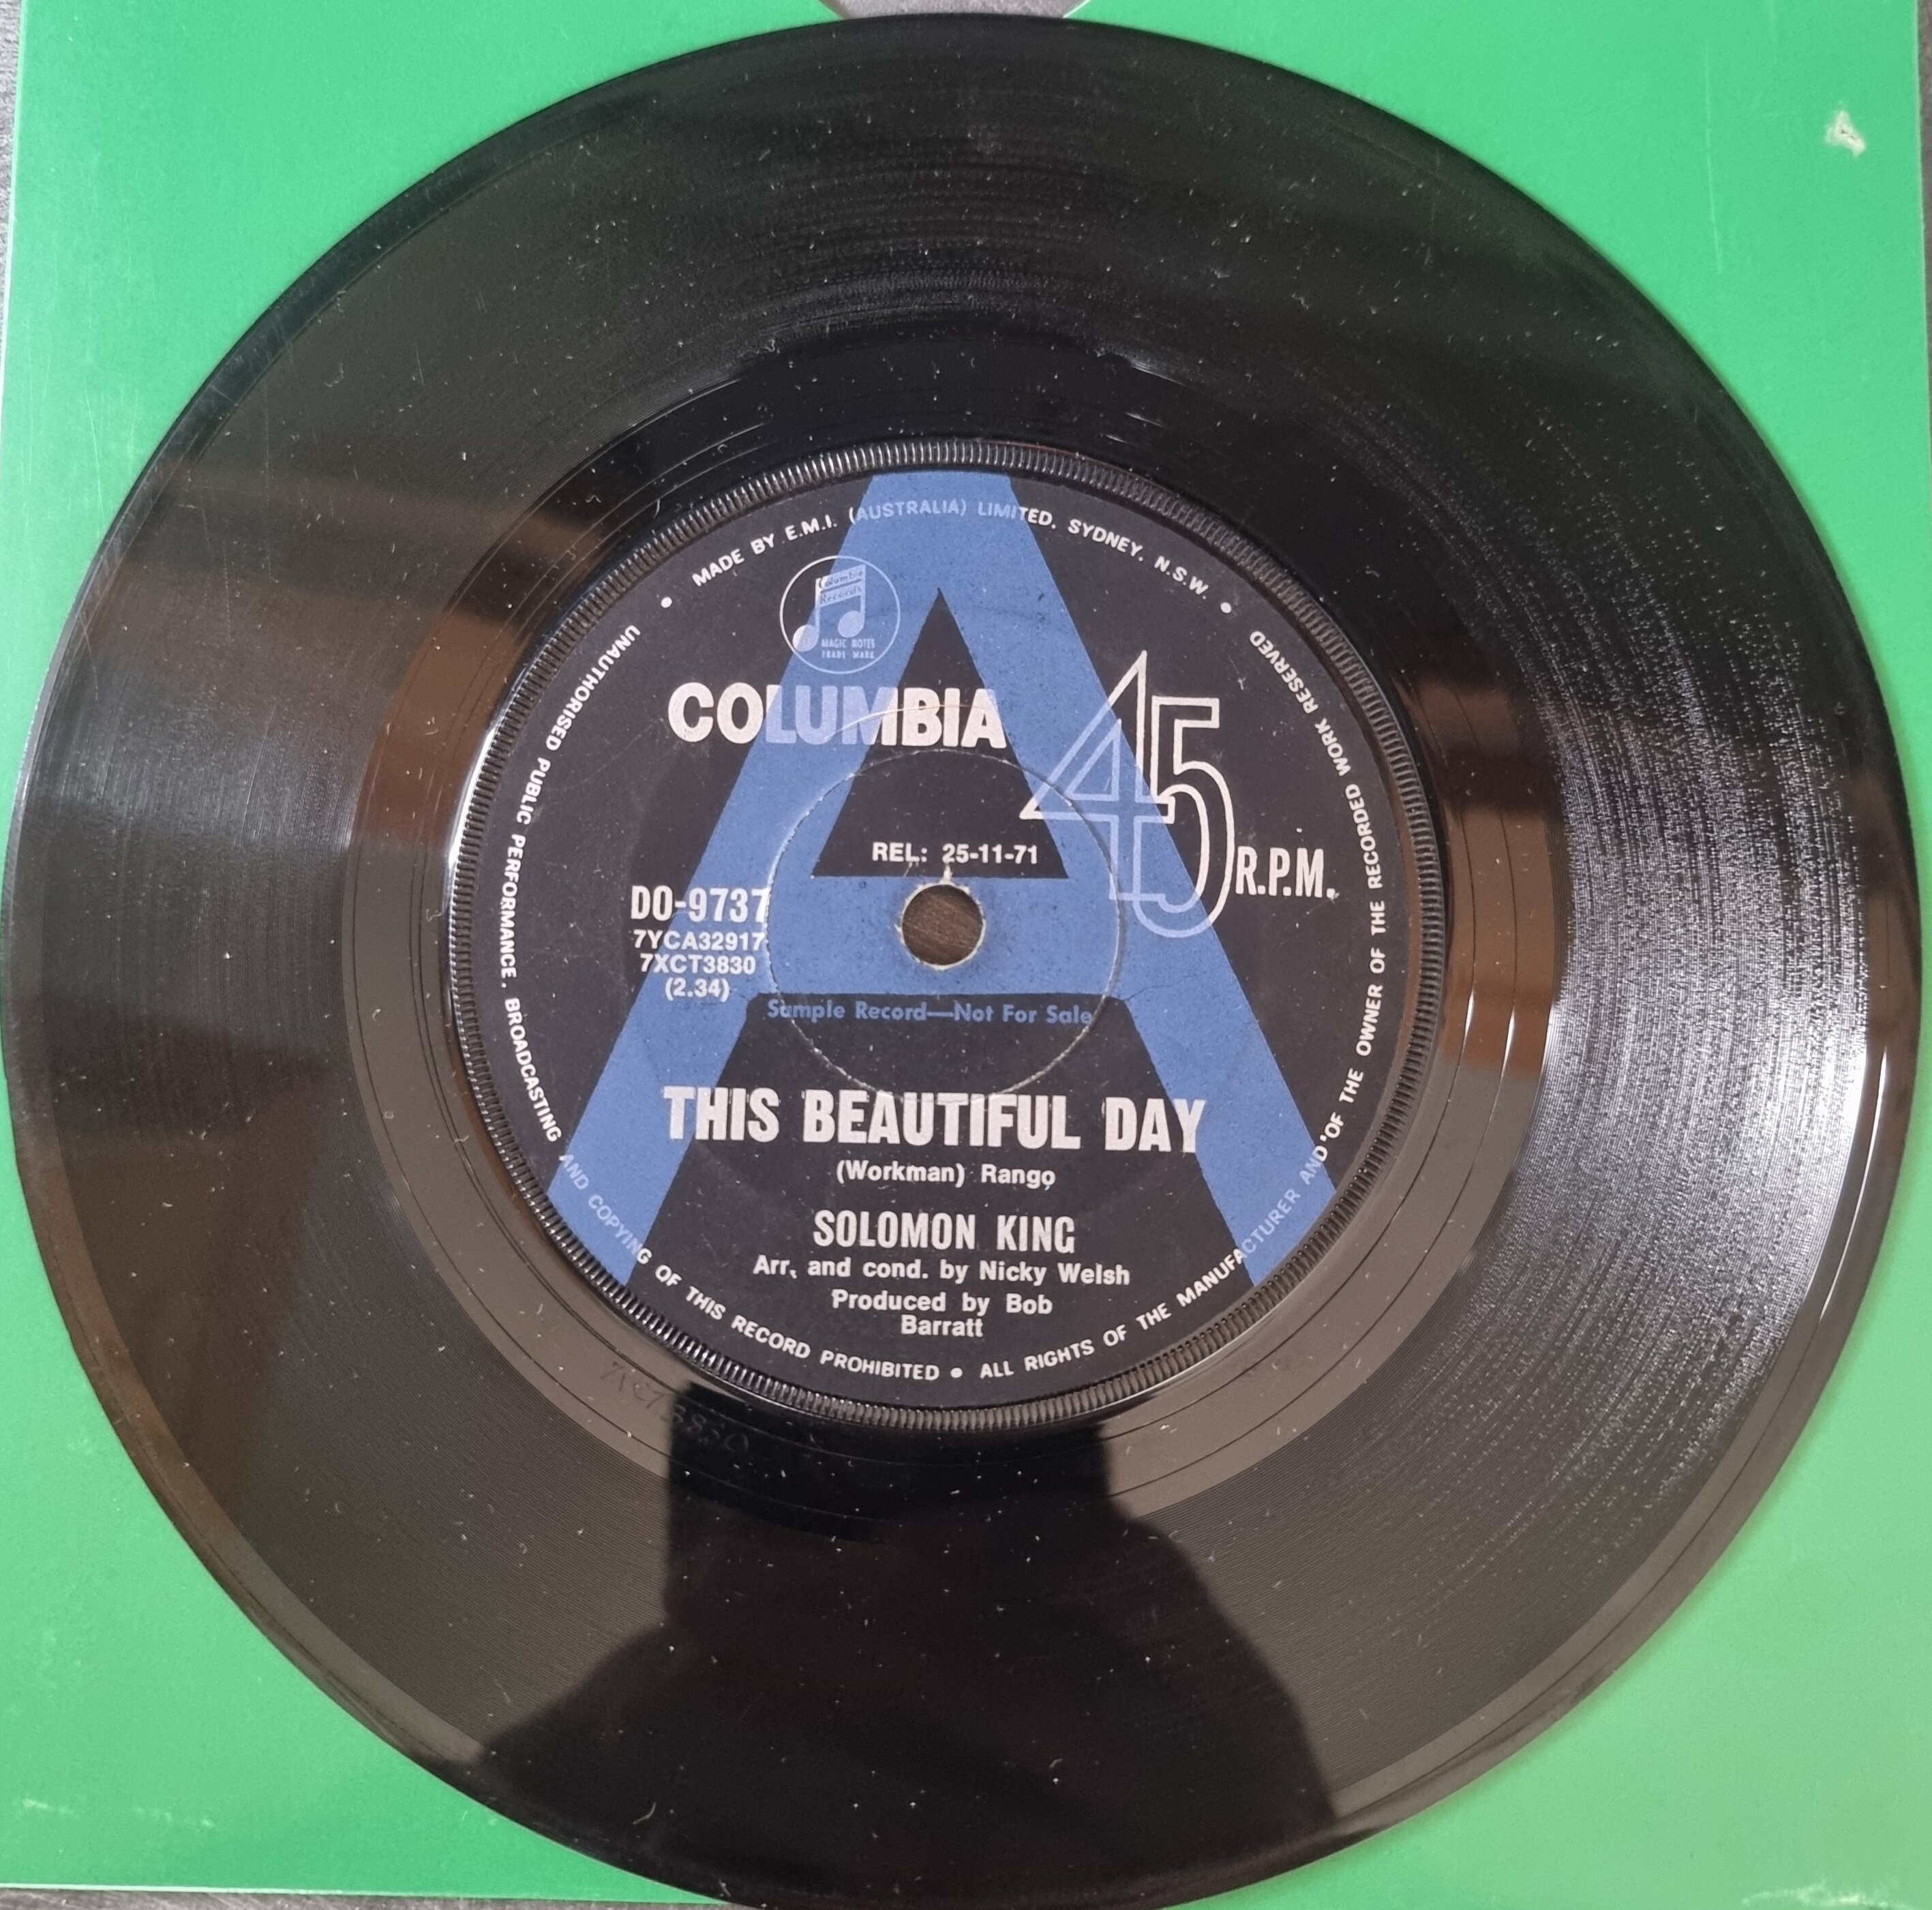 MADE BY E.M.I. (AUSTRALIA) LIMITED. SYDNEY. N.S.W.
Columbia
Records
MAGIC NOTES
TRADE MARK
COLUMBIA
45
R.P.M.
REL: 25-11-71
DO-9737
7YCA32917
7XCT3830
(2.34)
Sample Record—Not For Sale
THIS BEAUTIFUL DAY
(Workman) Rango
SOLOMON KING
Arr. and cond. by Nicky Welsh
Produced by Bob
Barratt
UNAUTHORISED PUBLIC PERFORMANCE. BROADCASTING AND COPYING OF THIS RECORD PROHIBITED • ALL RIGHTS OF THE MANUFACTURER AND OF THE OWNER OF THE RECORDED WORK RESERVED